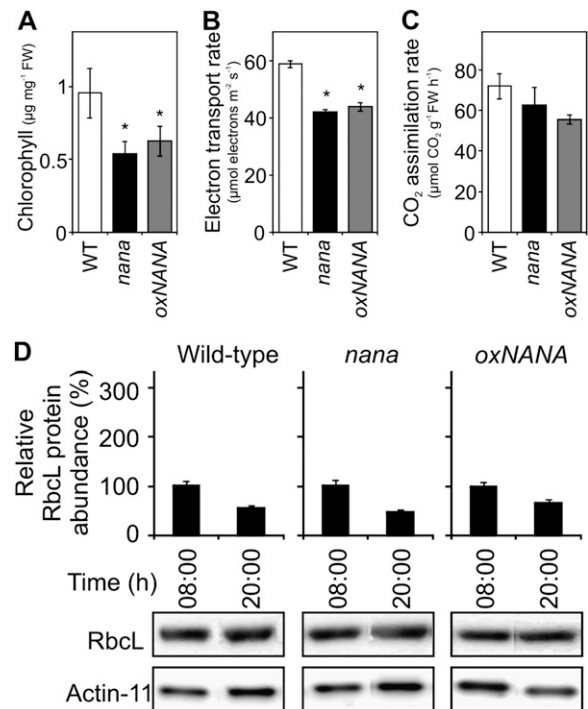 A
Chlorophyll (µg mg-1 FW)
1
0.5
0
*
*
WT
nana
oxNANA
B
Electron transport rate
(µmol electrons m-2 s-1)
60
40
20
0
*
*
WT
nana
oxNANA
C
CO2 assimilation rate
(µmol CO2 g-1 FW h-1)
80
60
40
20
0
WT
nana
oxNANA
D
Wild-type
nana
oxNANA
Relative
RbcL protein
abundance (%)
300
200
100
0
Time (h)
08:00
20:00
08:00
20:00
08:00
20:00
RbcL
Actin-11